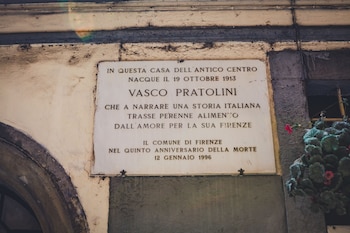 IN QUESTA CASA DELL'ANTICO CENTRO
NACQUE IL 19 OTTOBRE 1913
VASCO PRATOLINI
CHE A NARRARE UNA STORIA ITALIANA
TRASSE PERENNE ALIMENTO
DALL'AMORE PER LA SUA FIRENZE
IL COMUNE DI FIRENZE
NEL QUINTO ANNIVERSARIO DELLA MORTE
12 GENNAIO 1996